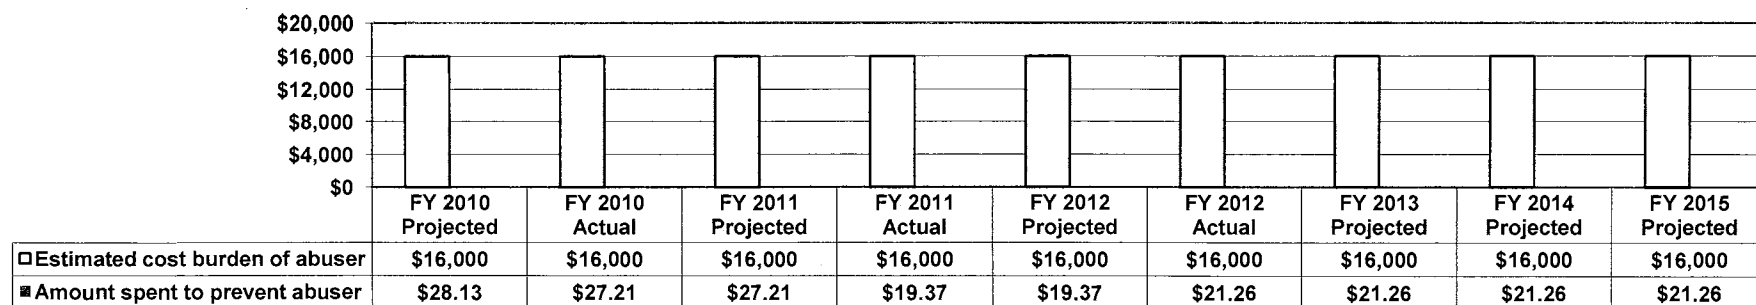 $20,000
$16,000
$12,000
$8,000
$4,000
$0
FY 2010 Projected FY 2010 Actual FY 2011 Projected FY 2011 Actual FY 2012 Projected FY 2012 Actual FY 2013 Projected FY 2014 Projected FY 2015 Projected
Estimated cost burden of abuser $16,000 $16,000 $16,000 $16,000 $16,000 $16,000 $16,000 $16,000 $16,000
Amount spent to prevent abuser $28.13 $27.21 $27.21 $19.37 $19.37 $21.26 $21.26 $21.26 $21.26